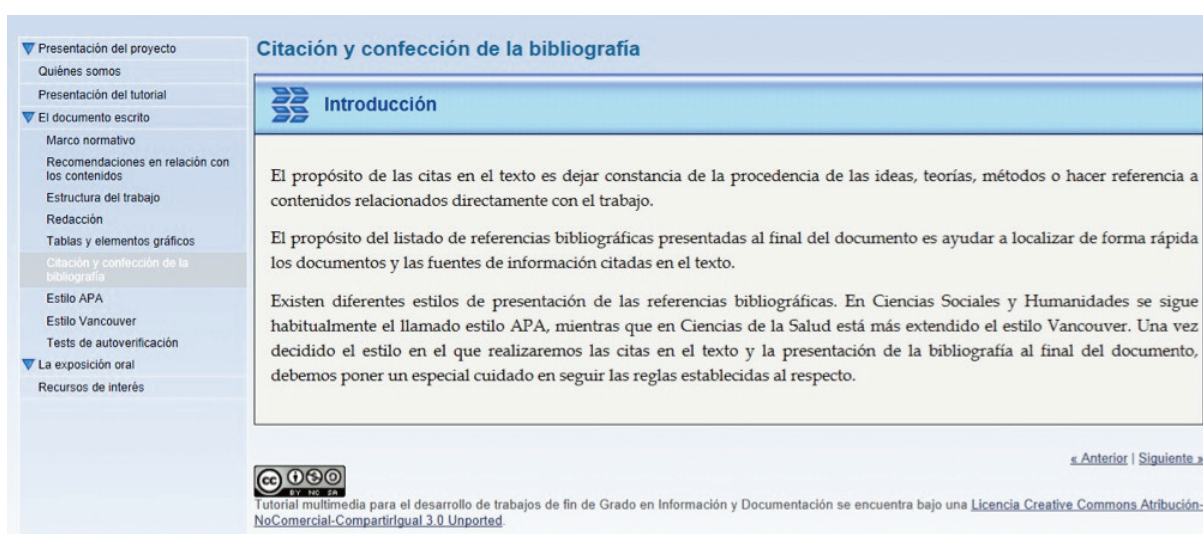 Presentación del proyecto
Quiénes somos
Presentación del tutorial
El documento escrito
Marco normativo
Recomendaciones en relación con
los contenidos
Estructura del trabajo
Redacción
Tablas y elementos gráficos
Citación y confección de la
bibliografía
Estilo APA
Estilo Vancouver
Tests de autoverificación
La exposición oral
Recursos de interés
Citación y confección de la bibliografía
Introducción
El propósito de las citas en el texto es dejar constancia de la procedencia de las ideas, teorías, métodos o hacer referencia a
contenidos relacionados directamente con el trabajo.
El propósito del listado de referencias bibliográficas presentadas al final del documento es ayudar a localizar de forma rápida
los documentos y las fuentes de información citadas en el texto.
Existen diferentes estilos de presentación de las referencias bibliográficas. En Ciencias Sociales y Humanidades se sigue
habitualmente el llamado estilo APA, mientras que en Ciencias de la Salud está más extendido el estilo Vancouver. Una vez
decidido el estilo en el que realizaremos las citas en el texto y la presentación de la bibliografía al final del documento,
debemos poner un especial cuidado en seguir las reglas establecidas al respecto.
« Anterior | Siguiente »
cc
BY NC SA
Tutorial multimedia para el desarrollo de trabajos de fin de Grado en Información y Documentación se encuentra bajo una Licencia Creative Commons Atribución-
NoComercial-CompartirIgual 3.0 Unported.